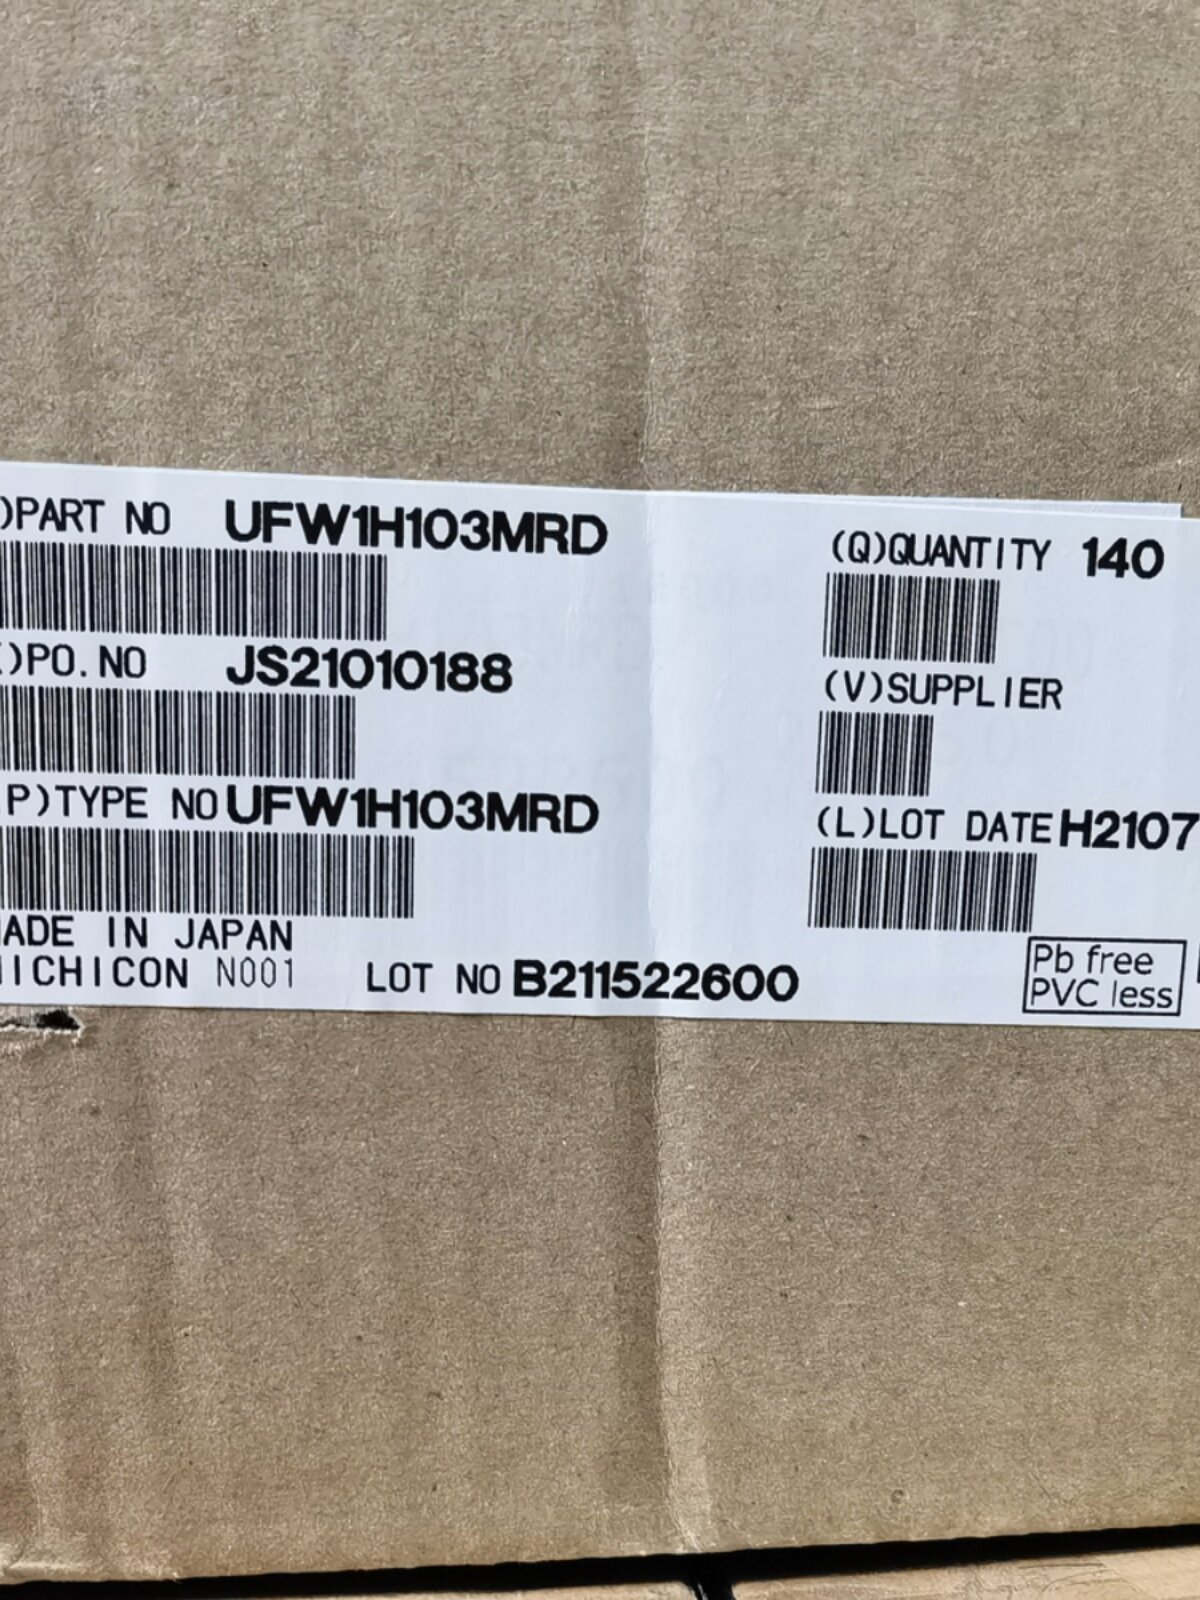 )PART NO UFW1H103MRD
(Q)QUANTITY 140
)PO.NO JS21010188
(V)SUPPLIER
P)TYPE NO UFW1H103MRD
(L)LOT DATE H2107
ADE IN JAPAN
ICHICON N001 LOT NO B211522600
Pb free
PVC less